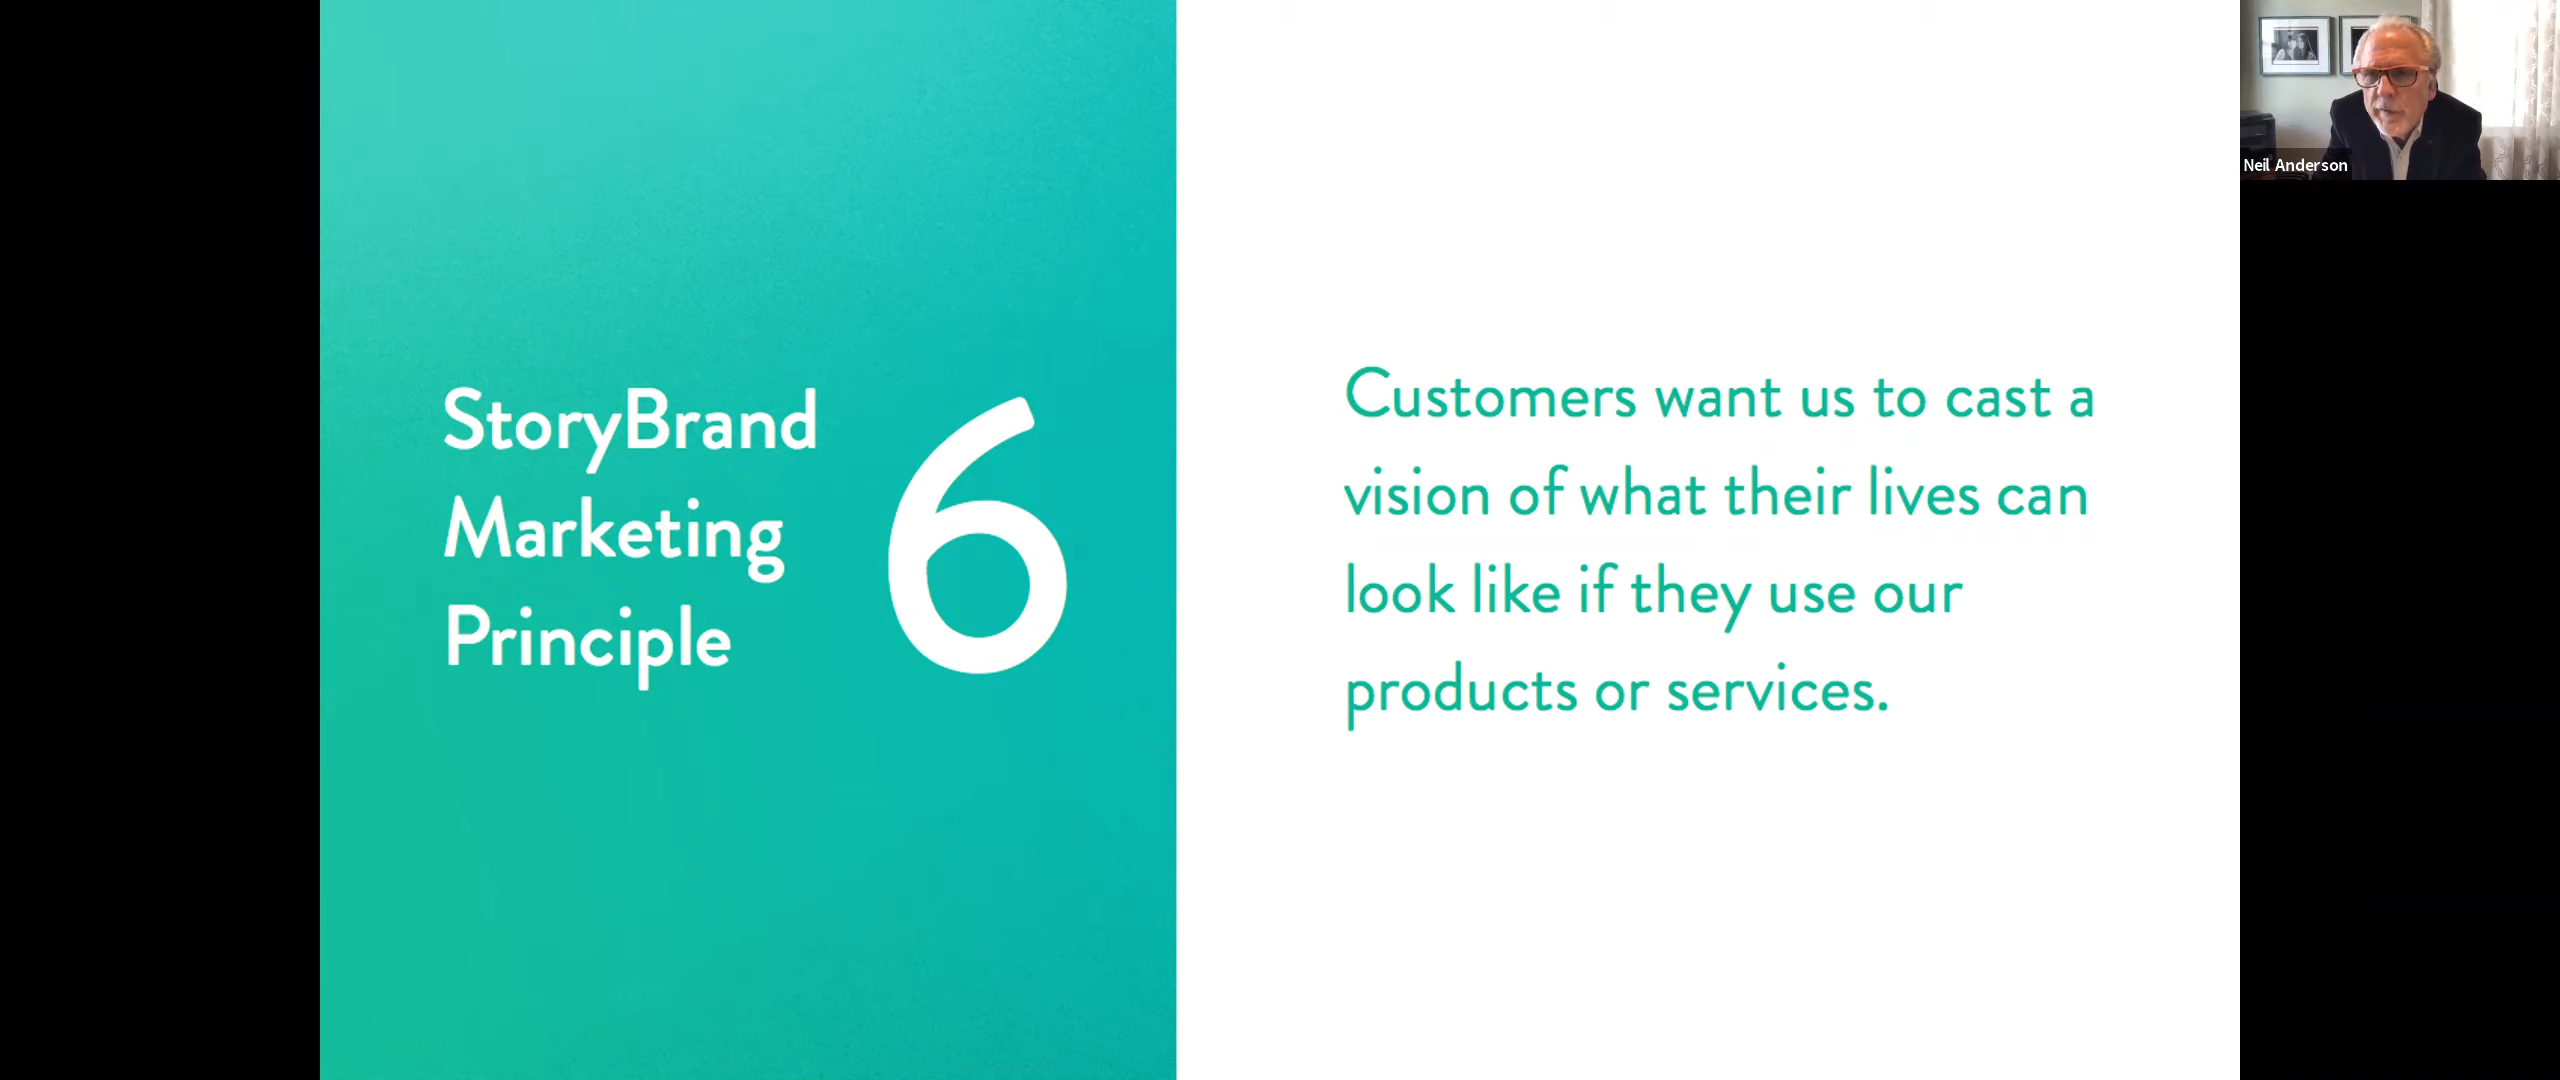 StoryBrand
Marketing
Principle
6
Customers want us to cast a
vision of what their lives can
look like if they use our
products or services.
Neil Anderson